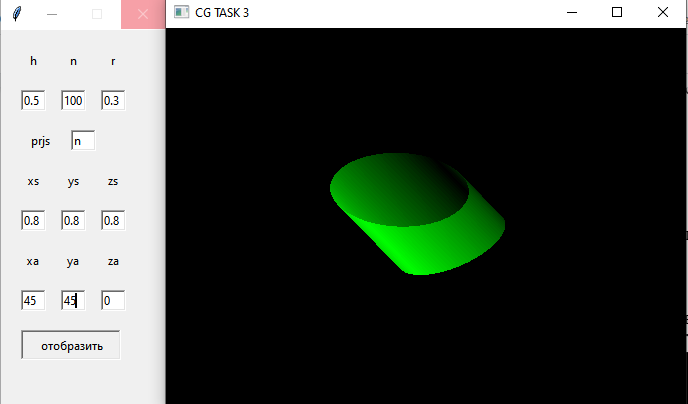 CG TASK 3
h n r
0.5 100 0.3
prjs n
xs ys zs
0.8 0.8 0.8
xa ya za
45 45 0
отобразить